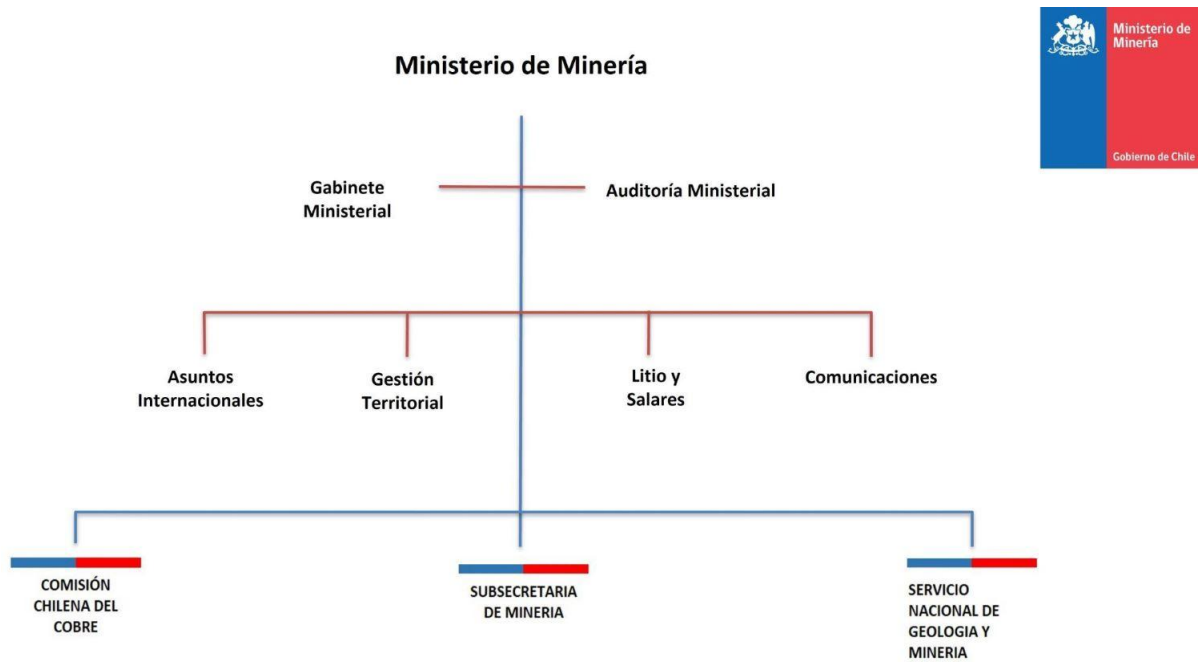 Ministerio de Minería
Ministerio de
Minería
Gobierno de Chile
Gabinete
Ministerial
Auditoría Ministerial
Asuntos
Internacionales
Gestión
Territorial
Litio y
Salares
Comunicaciones
COMISIÓN
CHILENA DEL
COBRE
SUBSECRETARIA
DE MINERIA
SERVICIO
NACIONAL DE
GEOLOGIA Y
MINERIA